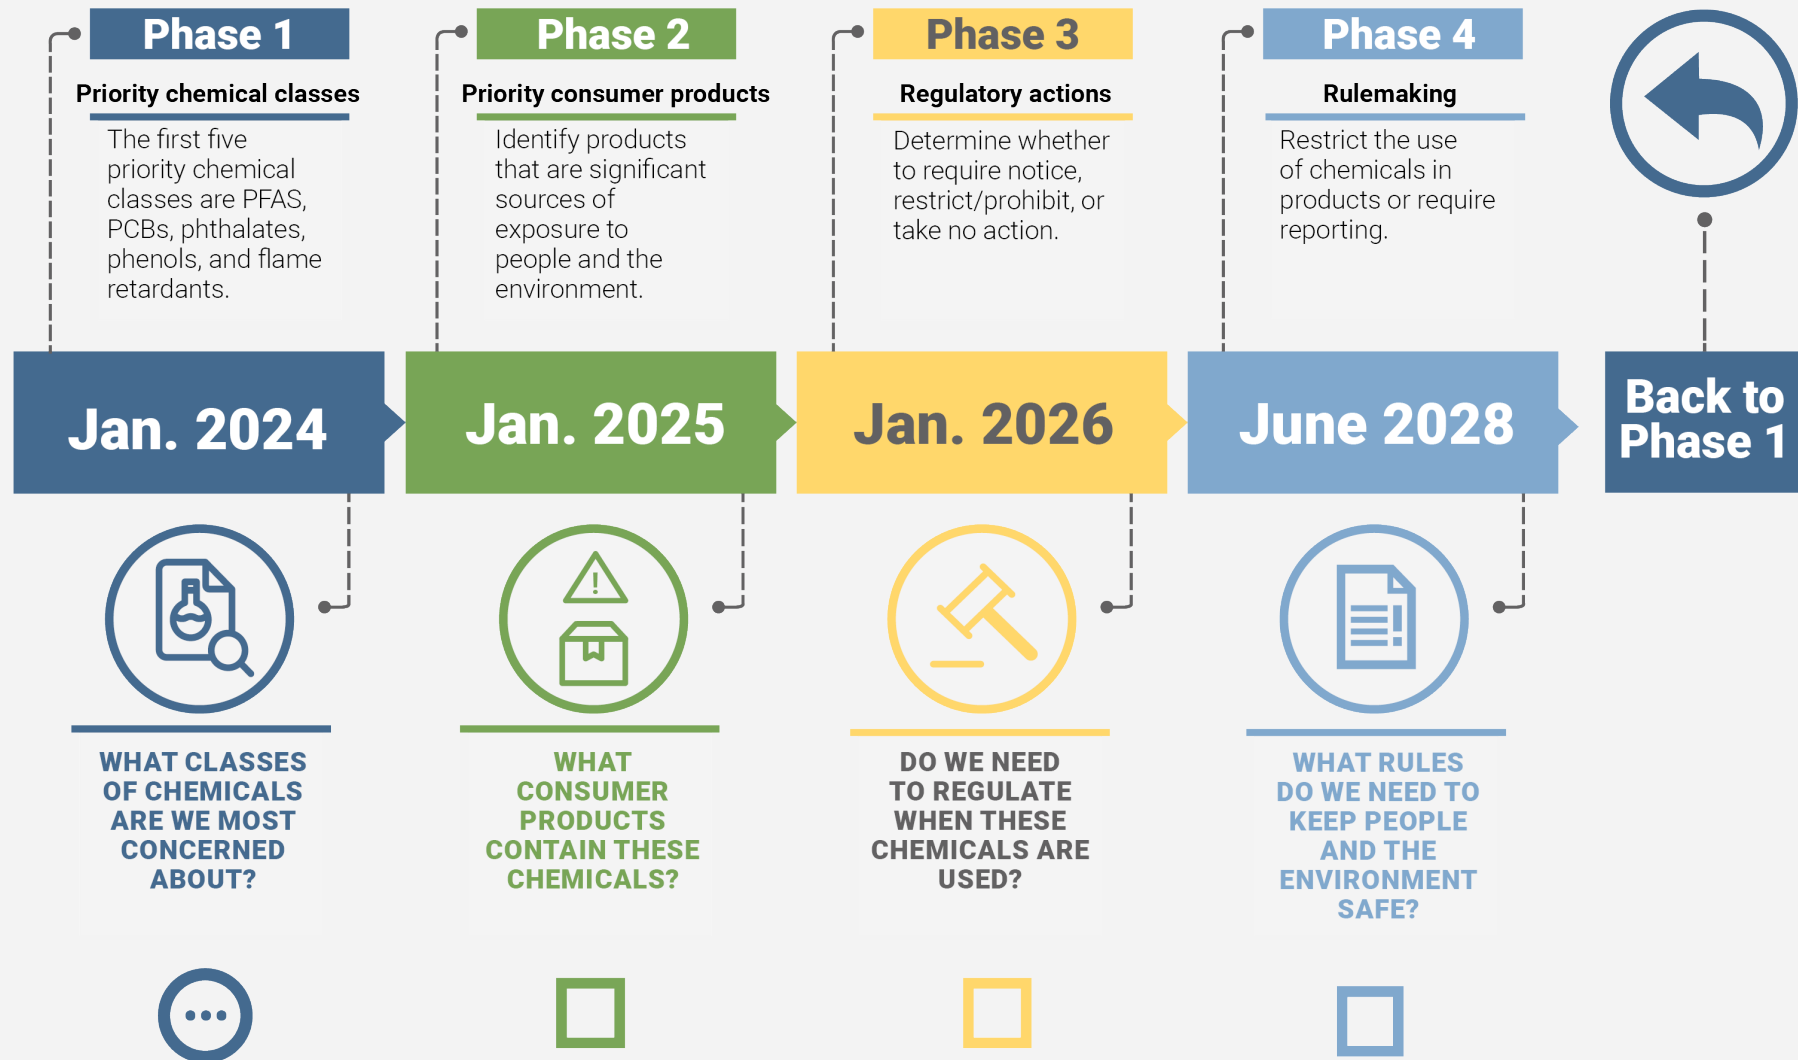 Phase 1
Priority chemical classes
The first five
priority chemical
classes are PFAS,
PCBs, phthalates,
phenols, and flame
retardants.
Phase 2
Priority consumer products
Identify products
that are significant
sources of
exposure to
people and the
environment.
Phase 3
Regulatory actions
Determine whether
to require notice,
restrict/prohibit, or
take no action.
Phase 4
Rulemaking
Restrict the use
of chemicals in
products or require
reporting.
Jan. 2024
Jan. 2025
Jan. 2026
June 2028
Back to
Phase 1
WHAT CLASSES
OF CHEMICALS
ARE WE MOST
CONCERNED
ABOUT?
WHAT
CONSUMER
PRODUCTS
CONTAIN THESE
CHEMICALS?
DO WE NEED
TO REGULATE
WHEN THESE
CHEMICALS ARE
USED?
WHAT RULES
DO WE NEED TO
KEEP PEOPLE
AND THE
ENVIRONMENT
SAFE?